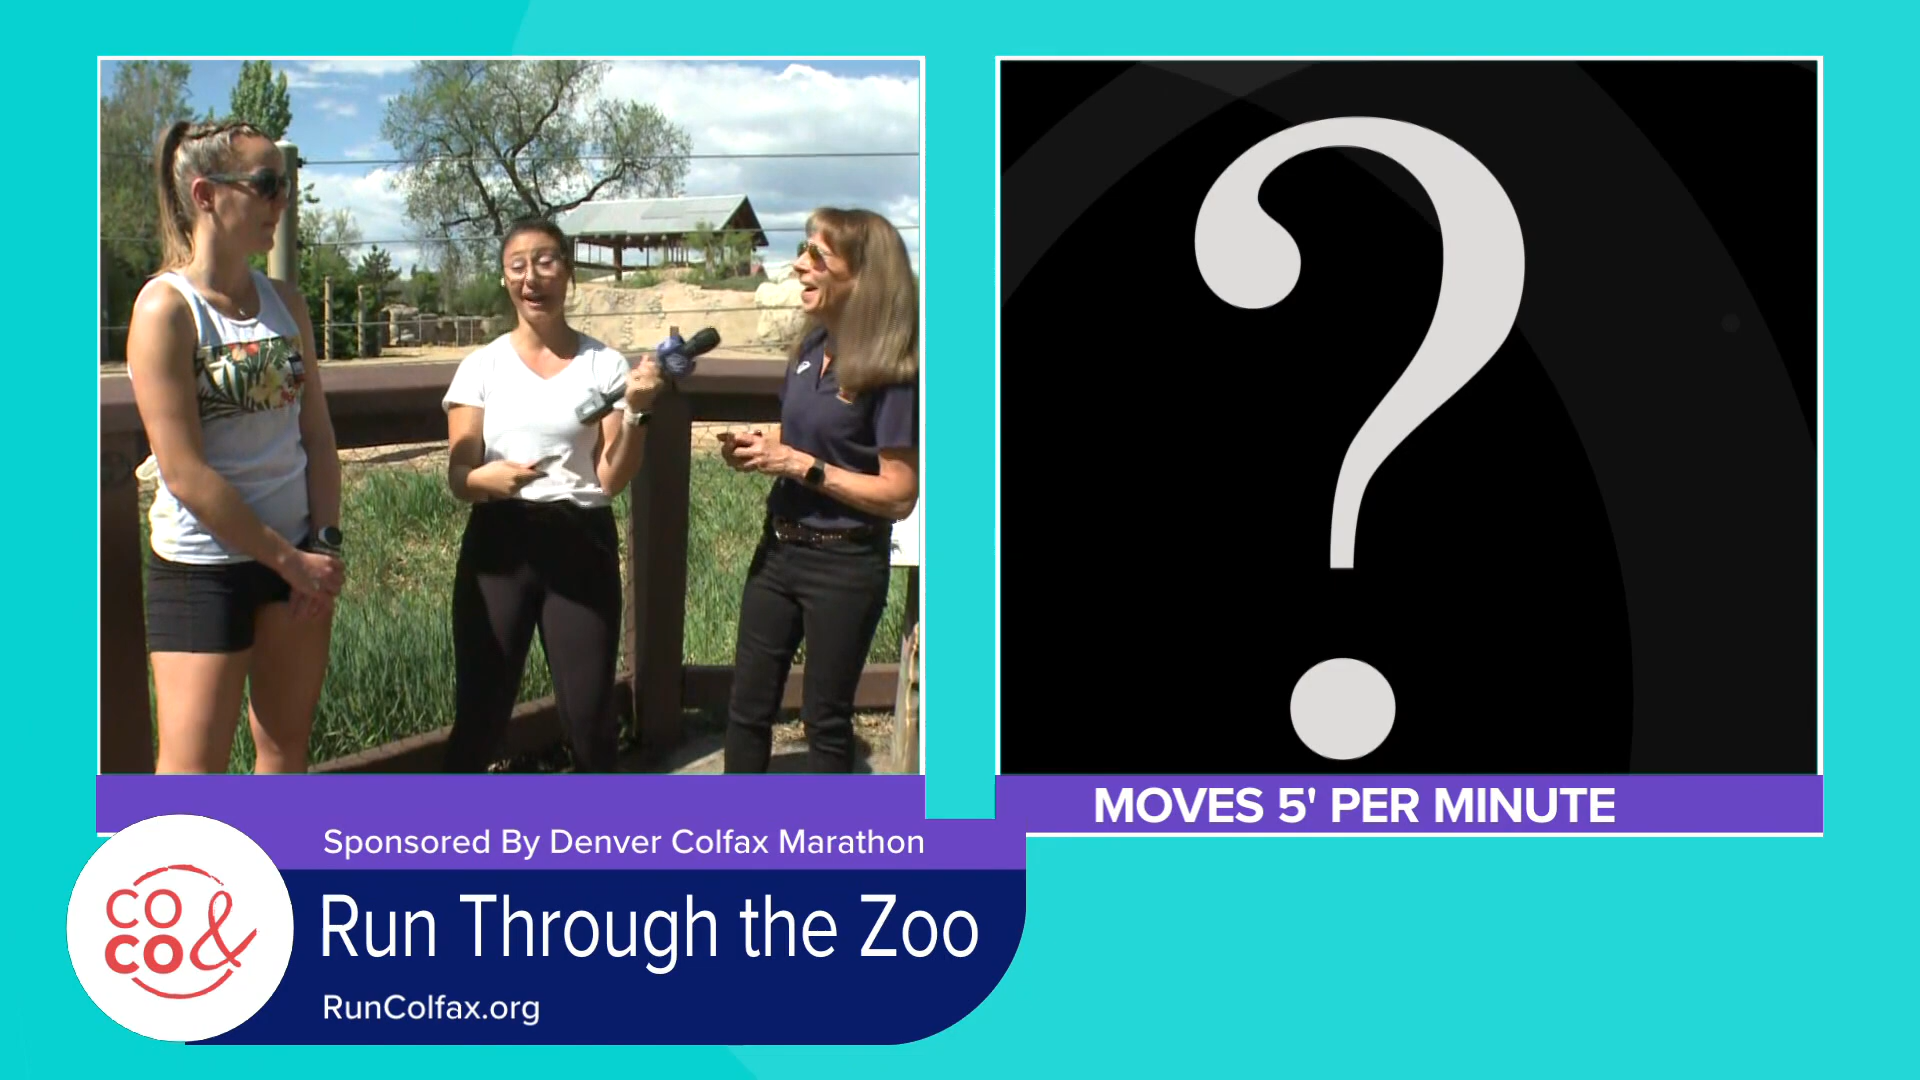 ?
MOVES 5' PER MINUTE
Sponsored By Denver Colfax Marathon
CO
CO&
Run Through the Zoo
RunColfax.org